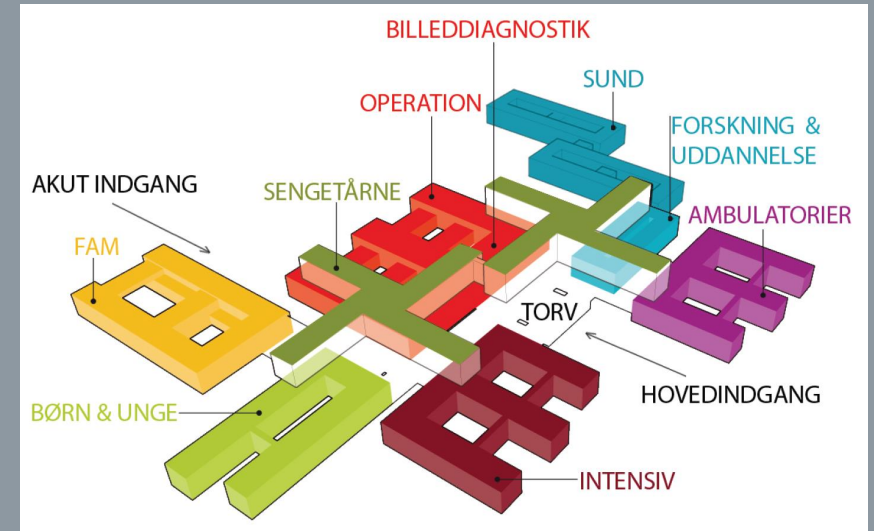 BILLEDDIAGNOSTIK
SUND
OPERATION
FORSKNING &
UDDANNELSE
AKUT INDGANG
SENGETÅRNE
AMBULATORIER
FAM
TORV
HOVEDINDGANG
BØRN & UNGE
INTENSIV